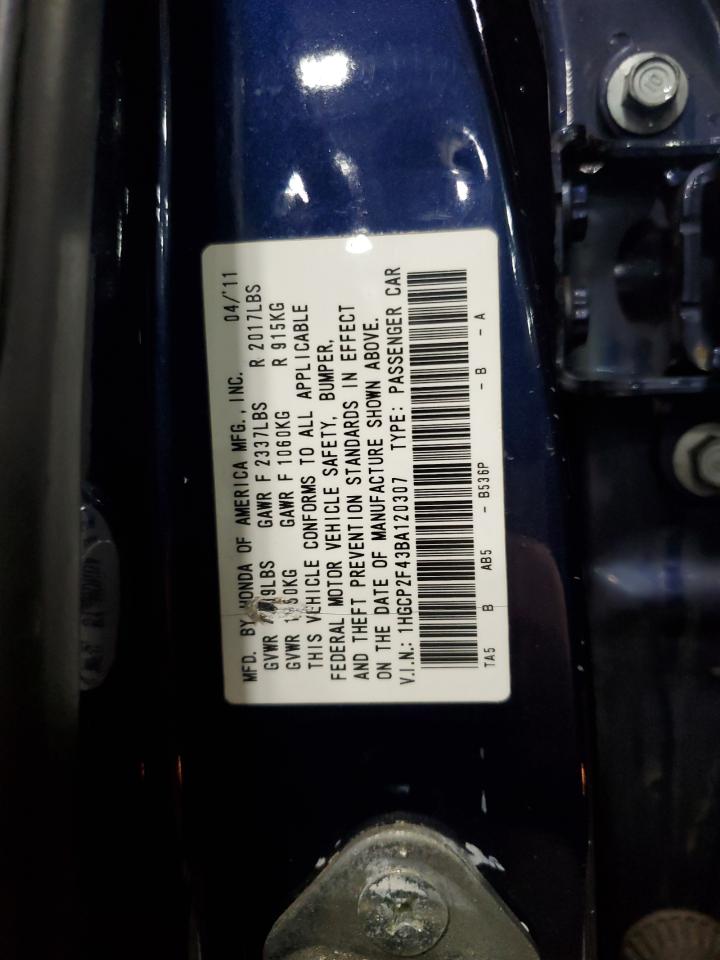 MFD. BY HONDA OF AMERICA MFG., INC. 04/'11
GVWR GAWR F 2337LBS R 2017LBS
GVWR GAWR F 1060KG R 915KG
THIS VEHICLE CONFORMS TO ALL APPLICABLE
FEDERAL MOTOR VEHICLE SAFETY, BUMPER,
AND THEFT PREVENTION STANDARDS IN EFFECT
ON THE DATE OF MANUFACTURE SHOWN ABOVE.
V.I.N.: 1HGCP2F43BA120307 TYPE: PASSENGER CAR
TA5 B AB5 - B536P - B - A